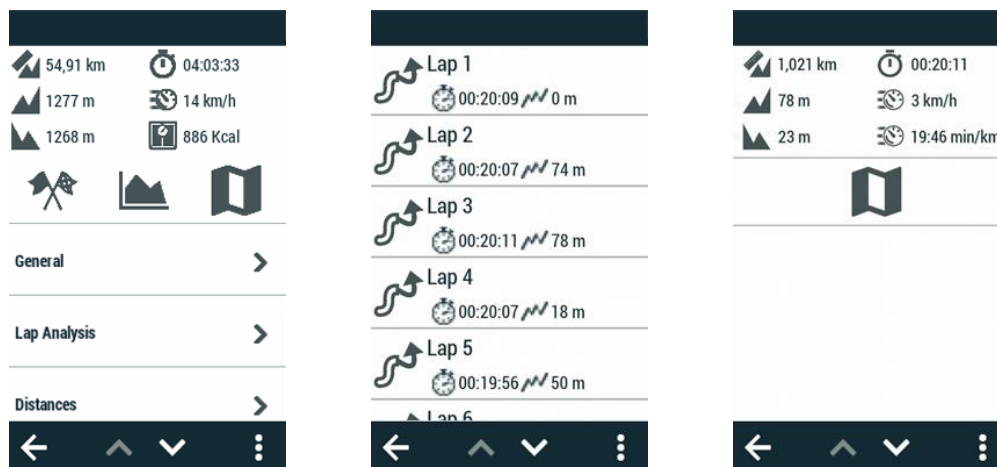 54,91 km 04:03:33
1277 m 14 km/h
1268 m 886 Kcal
General
Lap Analysis
Distances
Lap 1
00:20:09 0 m
Lap 2
00:20:07 74 m
Lap 3
00:20:11 78 m
Lap 4
00:20:07 18 m
Lap 5
00:19:56 50 m
Lap 6
1,021 km 00:20:11
78 m 3 km/h
23 m 19:46 min/km